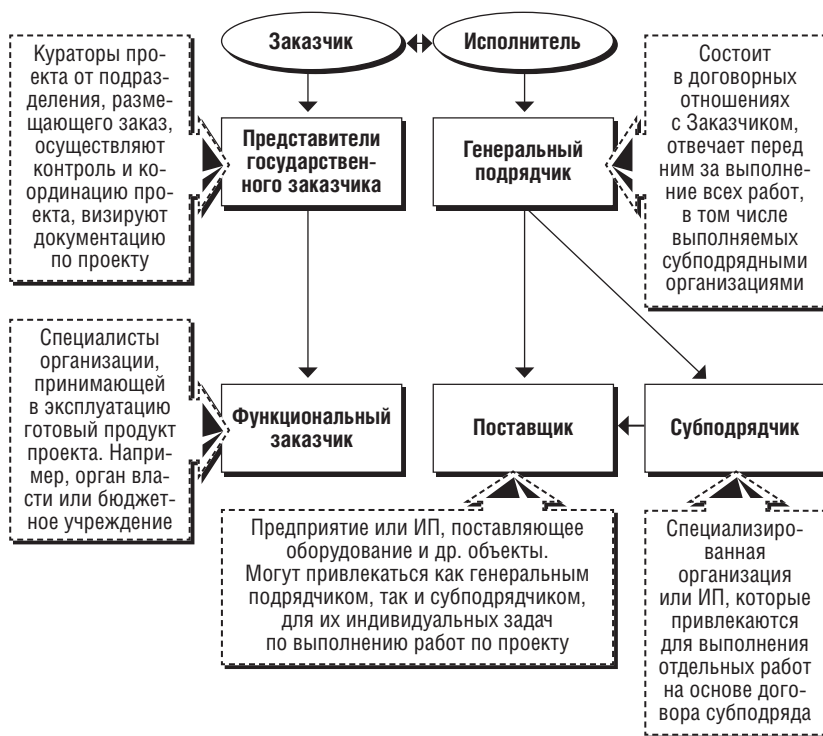 Заказчик
Исполнитель
Кураторы про-
екта от подраз-
деления, разме-
щающего заказ,
осуществляют
контроль и ко-
ординацию про-
екта, визируют
документацию
по проекту
Представители
государствен-
ного заказчика
Генеральный
подрядчик
Состоит
в договорных
отношениях
с Заказчиком,
отвечает перед
ним за выполне-
ние всех работ,
в том числе
выполняемых
субподрядными
организациями
Специалисты
организации,
принимающей
в эксплуатацию
готовый продукт
проекта. Напри-
мер, орган вла-
сти или бюджет-
ное учреждение
Функциональный
заказчик
Поставщик
Субподрядчик
Предприятие или ИП, поставляющее
оборудование и др. объекты.
Могут привлекаться как генеральным
подрядчиком, так и субподрядчиком,
для их индивидуальных задач
по выполнению работ по проекту
Специализиро-
ванная
организация
или ИП, которые
привлекаются
для выполнения
отдельных работ
на основе дого-
вора субподряда